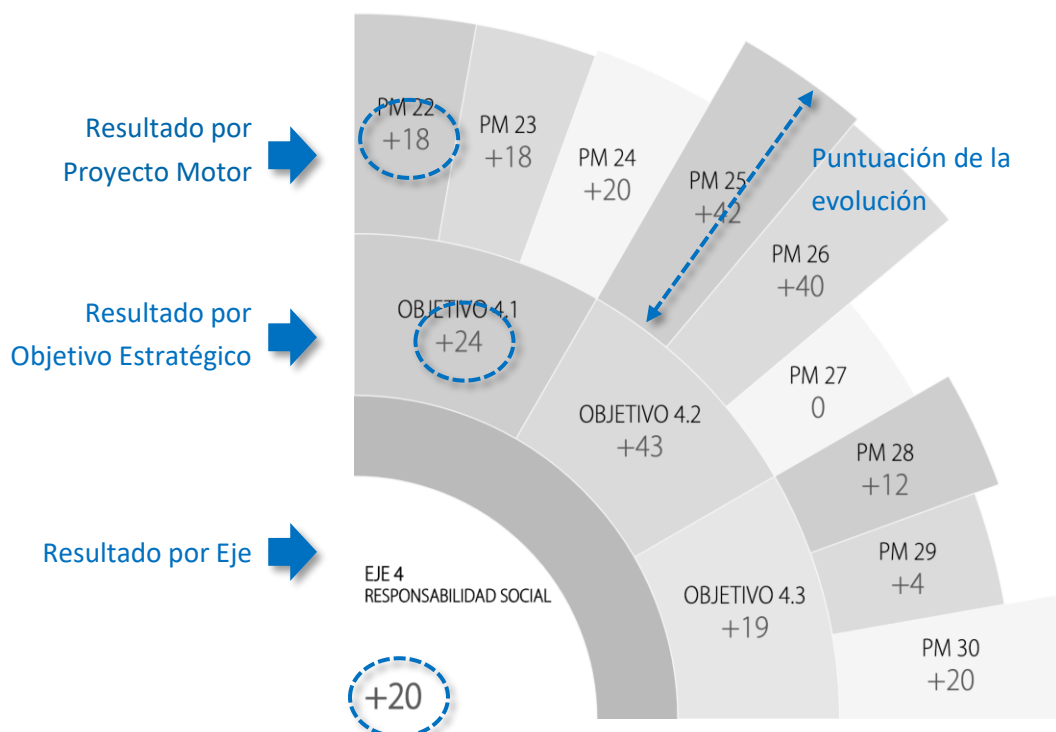 Resultado por
Proyecto Motor
PM 22
+18
PM 23
+18
PM 24
+20
PM 25
+42
Puntuación de la
evolución
PM 26
+40
PM 27
0
PM 28
+12
PM 29
+4
PM 30
+20
Resultado por
Objetivo Estratégico
OBJETIVO 4.1
+24
OBJETIVO 4.2
+43
OBJETIVO 4.3
+19
Resultado por Eje
EJE 4
RESPONSABILIDAD SOCIAL
+20